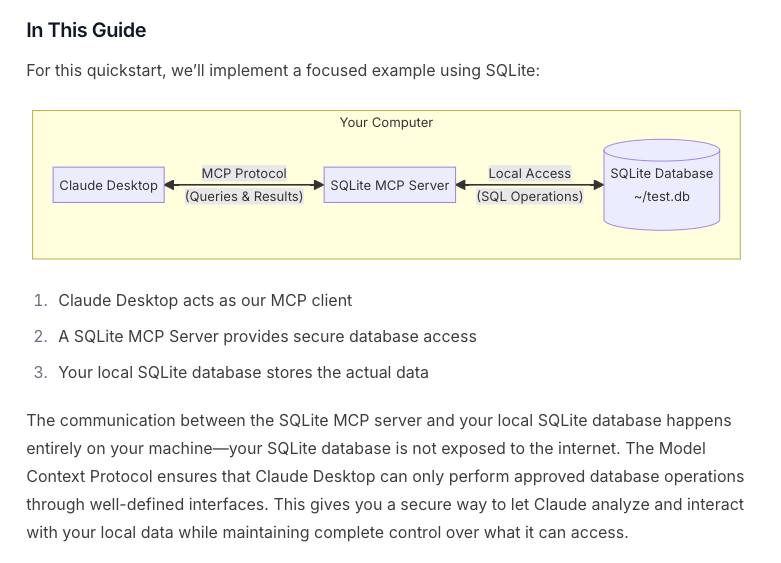 In This Guide
For this quickstart, we’ll implement a focused example using SQLite:
Your Computer
Claude Desktop
MCP Protocol
(Queries & Results)
SQLite MCP Server
Local Access
(SQL Operations)
SQLite Database
~/test.db
1. Claude Desktop acts as our MCP client
2. A SQLite MCP Server provides secure database access
3. Your local SQLite database stores the actual data
The communication between the SQLite MCP server and your local SQLite database happens
entirely on your machine—your SQLite database is not exposed to the internet. The Model
Context Protocol ensures that Claude Desktop can only perform approved database operations
through well-defined interfaces. This gives you a secure way to let Claude analyze and interact
with your local data while maintaining complete control over what it can access.